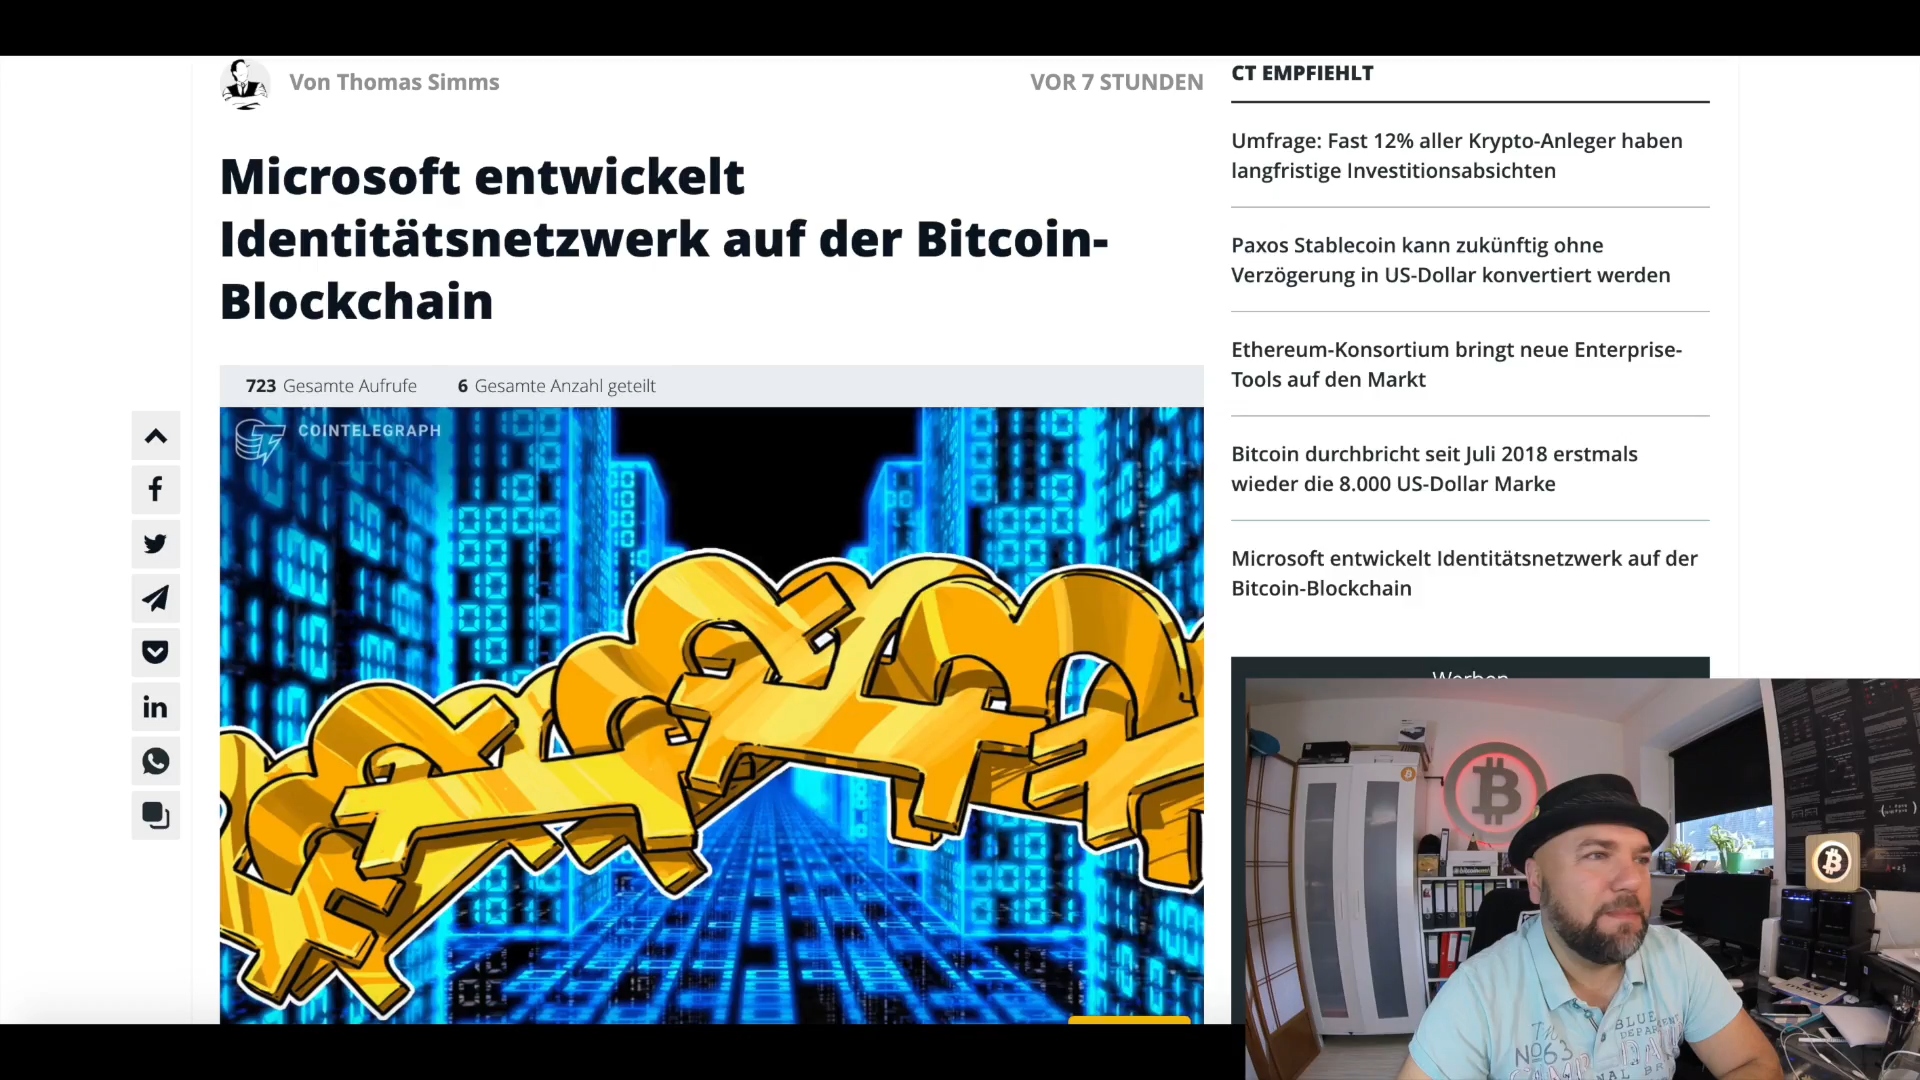 Von Thomas Simms
VOR 7 STUNDEN
Microsoft entwickelt
Identitätsnetzwerk auf der Bitcoin-
Blockchain
723 Gesamte Aufrufe
6 Gesamte Anzahl geteilt
COINTELEGRAPH
CT EMPFIEHLT
Umfrage: Fast 12% aller Krypto-Anleger haben
langfristige Investitionsabsichten
Paxos Stablecoin kann zukünftig ohne
Verzögerung in US-Dollar konvertiert werden
Ethereum-Konsortium bringt neue Enterprise-
Tools auf den Markt
Bitcoin durchbricht seit Juli 2018 erstmals
wieder die 8.000 US-Dollar Marke
Microsoft entwickelt Identitätsnetzwerk auf der
Bitcoin-Blockchain
Werben
BLUE
No63